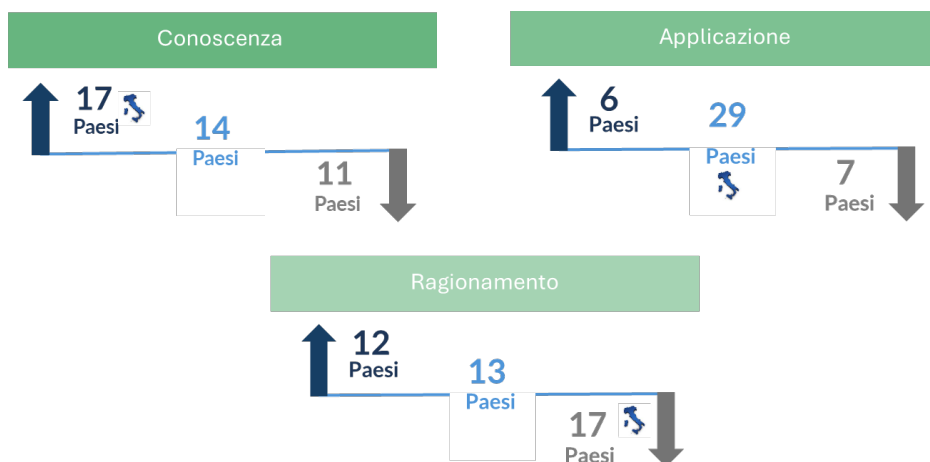 Conoscenza
17
Paesi
14
Paesi
11
Paesi
Applicazione
6
Paesi
29
Paesi
7
Paesi
Ragionamento
12
Paesi
13
Paesi
17
Paesi